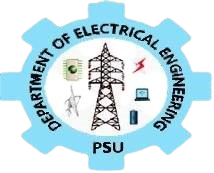 DEPARTMENT OF ELECTRICAL ENGINEERING
PSU